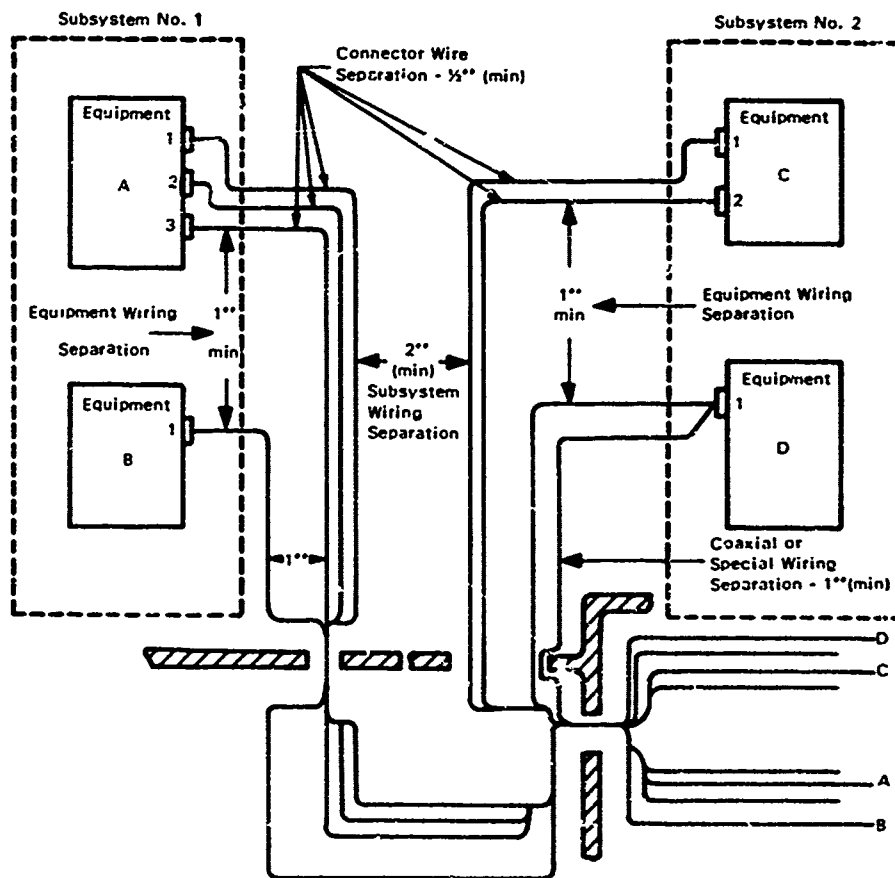 Subsystem No. 1
Subsystem No. 2
Connector Wire
Separation - ½'' (min)
Equipment
1
A
2
3
Equipment
1
C
2
Equipment Wiring
Separation
1''
min
2''
(min)
Subsystem
Wiring
Separation
1''
min
Equipment Wiring
Separation
Equipment
1
B
Equipment
1
D
1''
Coaxial or
Special Wiring
Separation - 1''(min)
D
C
A
B